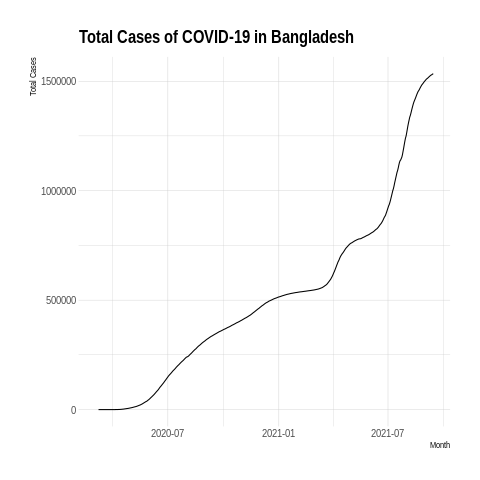 Total Cases of COVID-19 in Bangladesh
Total Cases
1500000
1000000
500000
0
2020-07 2021-01 2021-07
Month